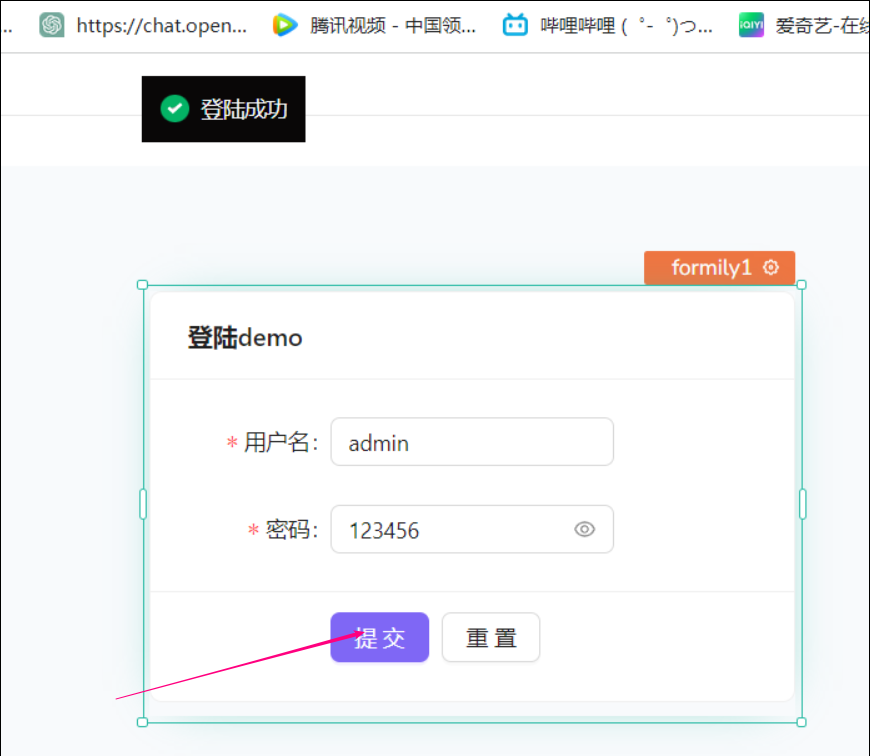 .. https://chat.open... 腾讯视频 - 中国领... 哔哩哔哩 ( ゜- ゜)つ... iQIYI 爱奇艺-在线
登陆成功
formily1
登陆demo
* 用户名: admin
* 密码: 123456
提 交 重 置